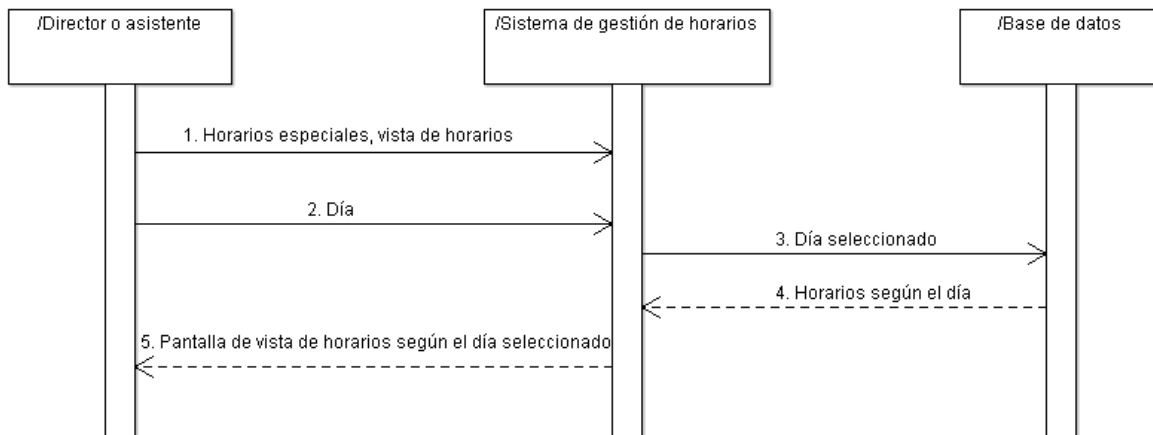 /Director o asistente
/Sistema de gestión de horarios
/Base de datos
1. Horarios especiales, vista de horarios
2. Día
3. Día seleccionado
4. Horarios según el día
5. Pantalla de vista de horarios según el día seleccionado